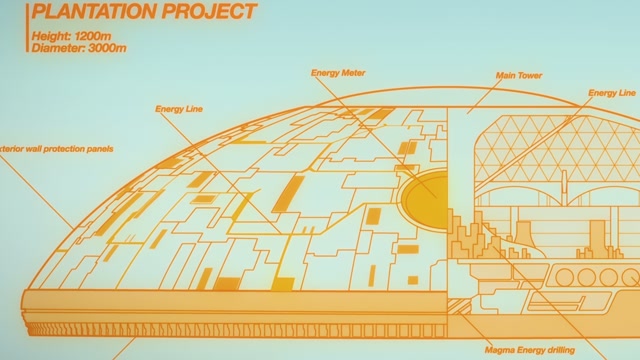 PLANTATION PROJECT
Height: 1200m
Diameter: 3000m
Energy Meter
Main Tower
Energy Line
Energy Line
wall protection panels
Magma Energy drilling